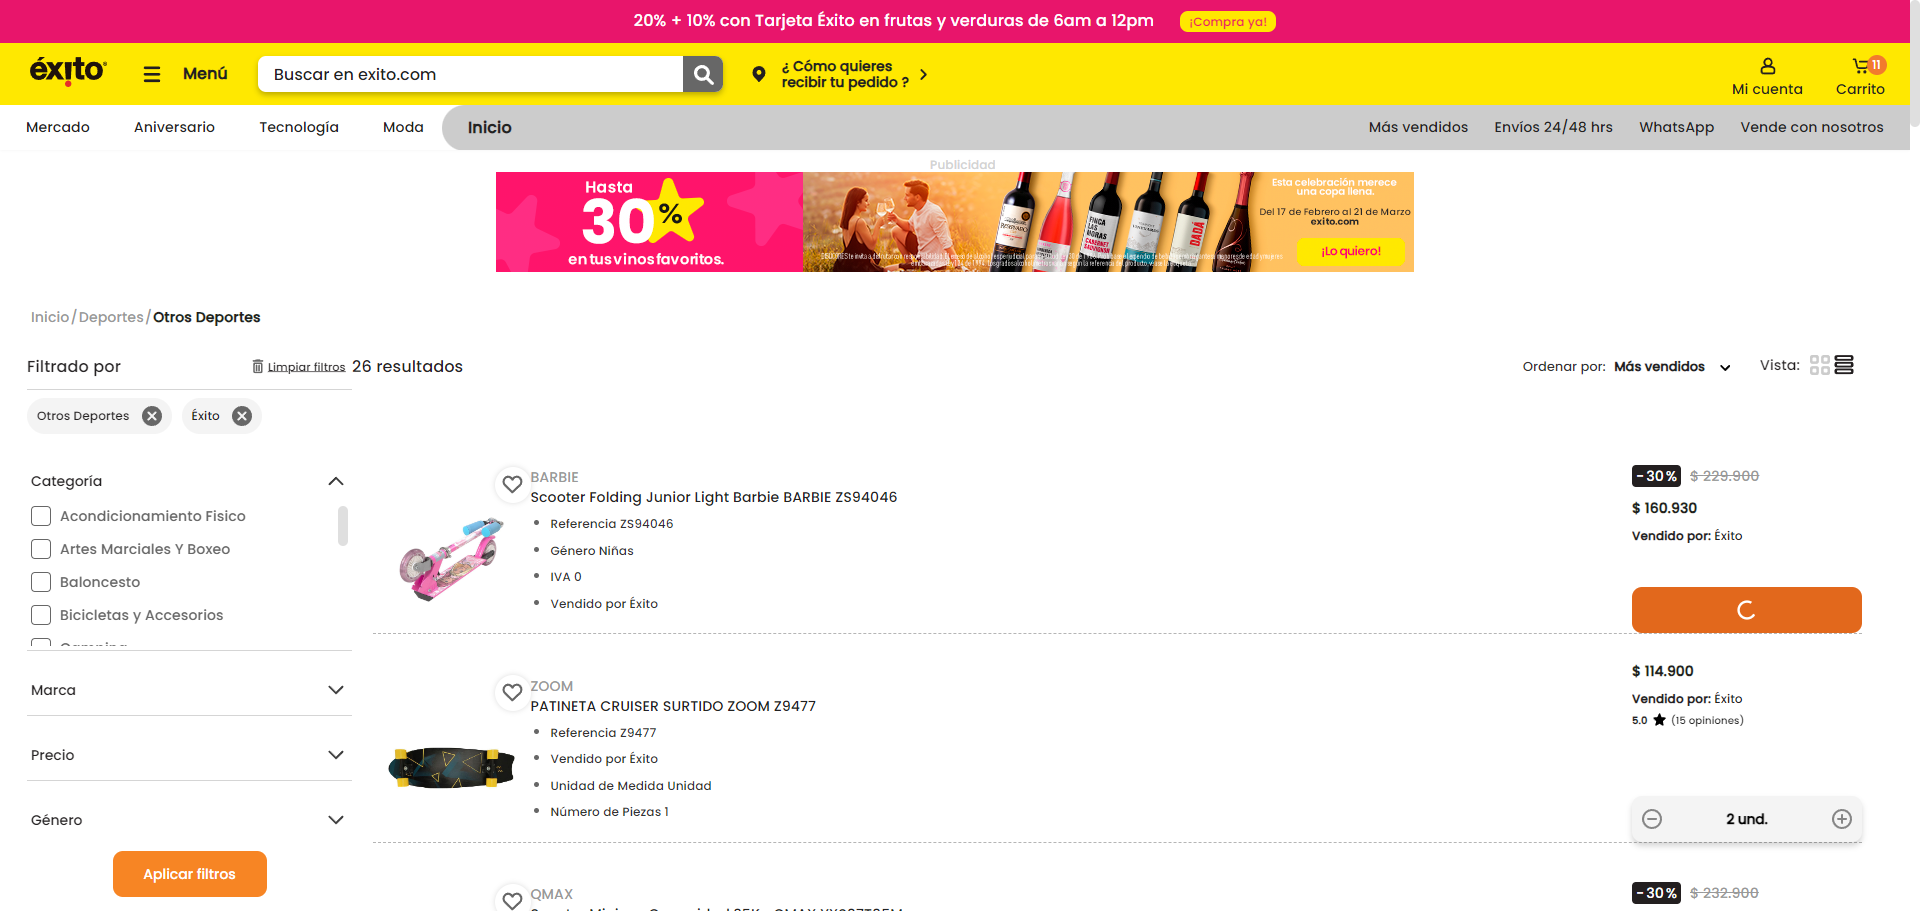 20% + 10% con Tarjeta Éxito en frutas y verduras de 6am a 12pm
¡Compra ya!
éxito
Menú
Buscar en exito.com
¿ Cómo quieres
recibir tu pedido ?
Mi cuenta
11
Carrito
Mercado
Aniversario
Tecnología
Moda
Inicio
Más vendidos
Envíos 24/48 hrs
WhatsApp
Vende con nosotros
Publicidad
Hasta
30%
en tus vinos favoritos.
RESERVADO
FINCA
LAS
MORAS
CABERNET
SAUVIGNON
DADÁ
Esta celebración merece
una copa llena.
Del 17 de Febrero al 21 de Marzo
exito.com
¡Lo quiero!
Inicio / Deportes / Otros Deportes
Filtrado por
Limpiar filtros
26 resultados
Ordenar por: Más vendidos
Vista:
Otros Deportes
Éxito
Categoría
Acondicionamiento Fisico
Artes Marciales Y Boxeo
Baloncesto
Bicicletas y Accesorios
Marca
Precio
Género
Aplicar filtros
BARBIE
Scooter Folding Junior Light Barbie BARBIE ZS94046
Referencia ZS94046
Género Niñas
IVA 0
Vendido por Éxito
-30% $ 229.900
$ 160.930
Vendido por: Éxito
ZOOM
PATINETA CRUISER SURTIDO ZOOM Z9477
Referencia Z9477
Vendido por Éxito
Unidad de Medida Unidad
Número de Piezas 1
$ 114.900
Vendido por: Éxito
5.0 (15 opiniones)
2 und.
QMAX
-30% $ 232.900